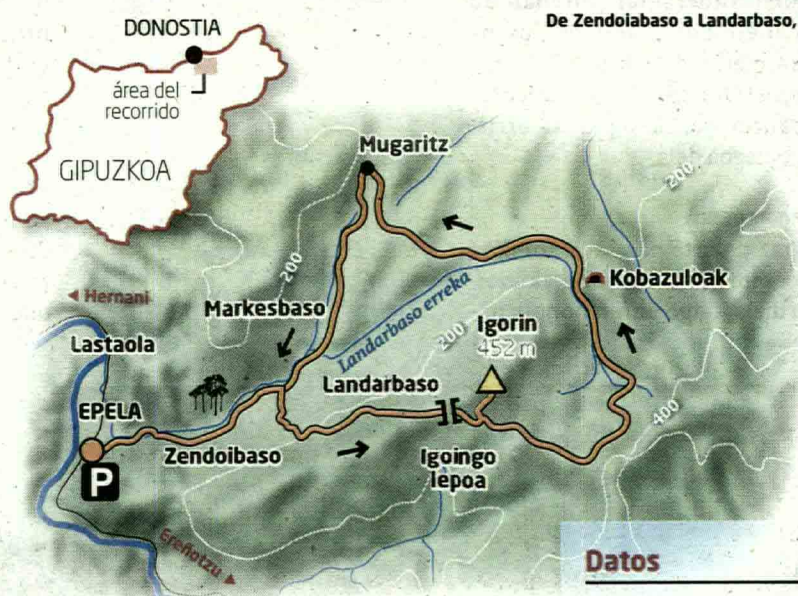 De Zendoiabaso a Landarbaso,
DONOSTIA
área del
recorrido
GIPUZKOA
Mugaritz
200
200
Kobazuloak
Hernani
Markesbaso
Landarbaso erreka
200
Igorin
452 m
Lastaola
Landarbaso
EPELA
400
Zendoibaso
Igoingo
lepoa
P
Ereñotzu
Datos